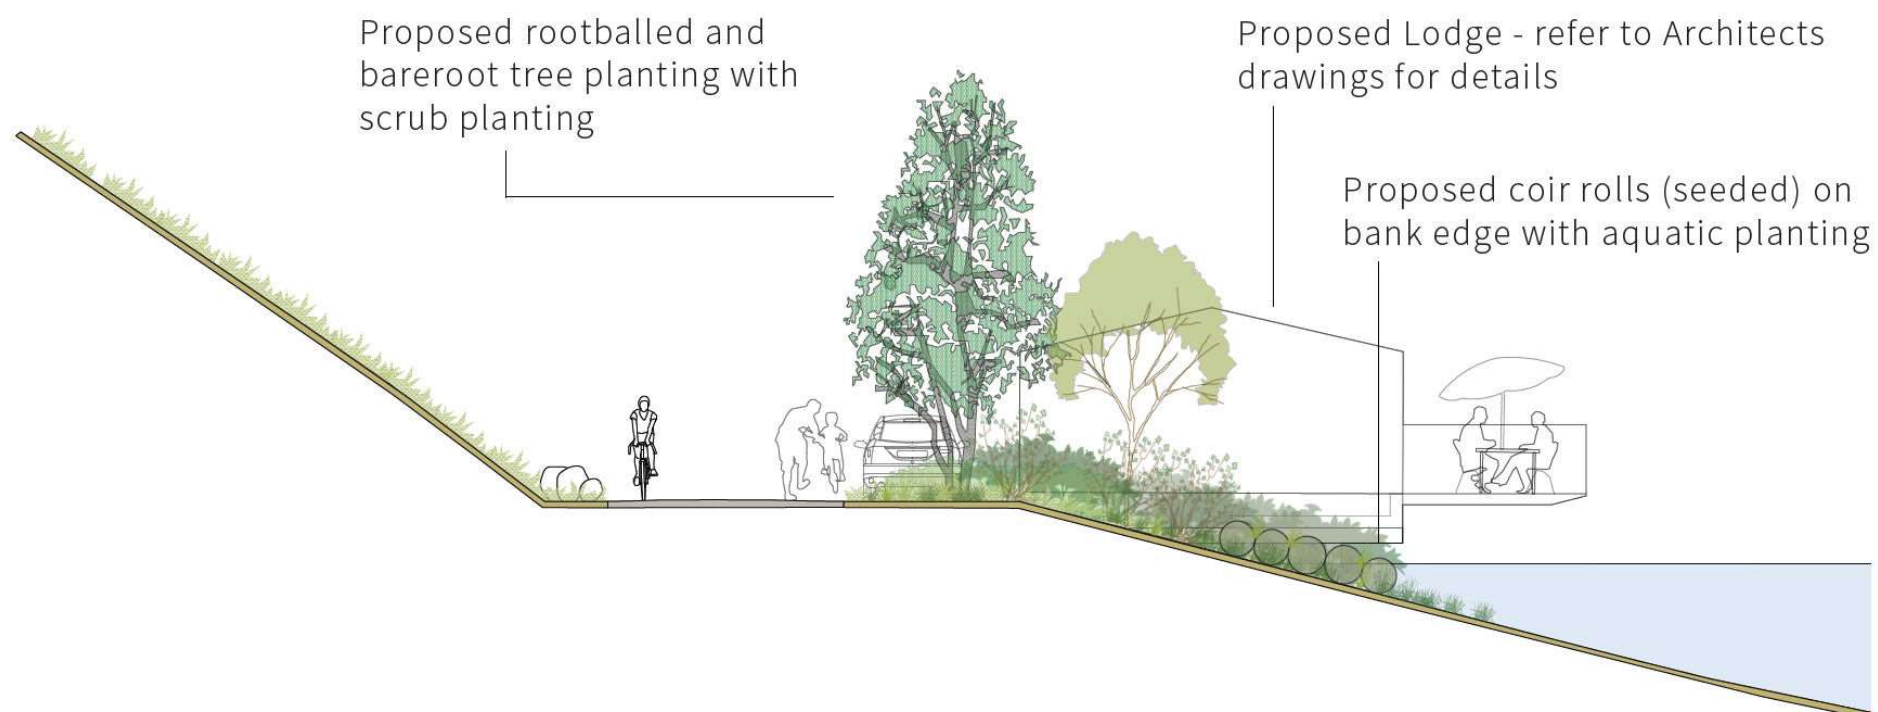 Proposed rootballed and
bareroot tree planting with
scrub planting
Proposed Lodge - refer to Architects
drawings for details
Proposed coir rolls (seeded) on
bank edge with aquatic planting